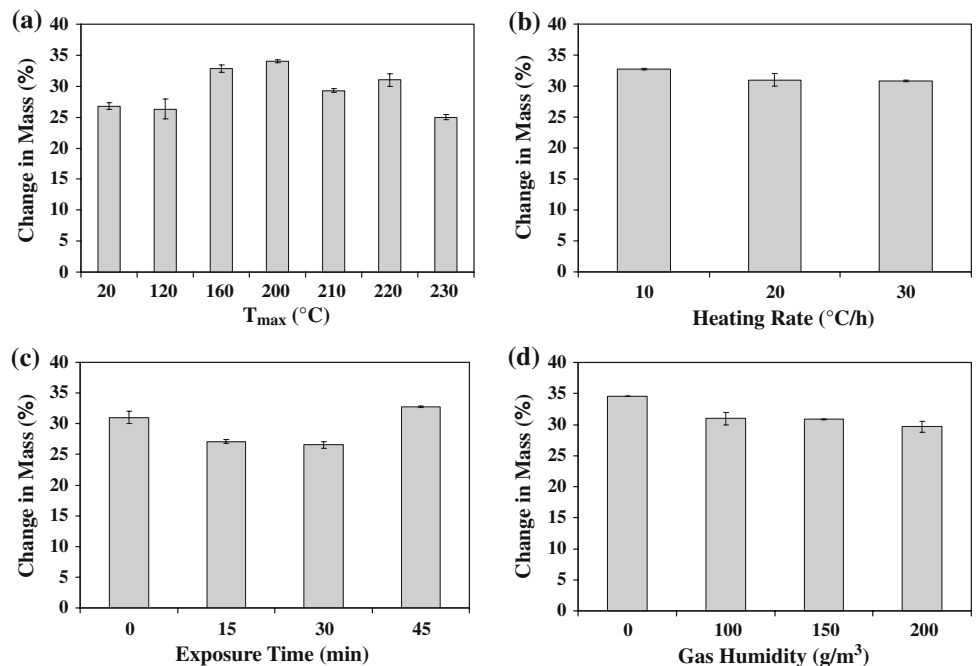 (a)
Change in Mass (%)
40
35
30
25
20
15
10
5
0
20 120 160 200 210 220 230
Tmax (°C)
(b)
Change in Mass (%)
40
35
30
25
20
15
10
5
0
10 20 30
Heating Rate (°C/h)
(c)
Change in Mass (%)
40
35
30
25
20
15
10
5
0
0 15 30 45
Exposure Time (min)
(d)
Change in Mass (%)
40
35
30
25
20
15
10
5
0
0 100 150 200
Gas Humidity (g/m³)